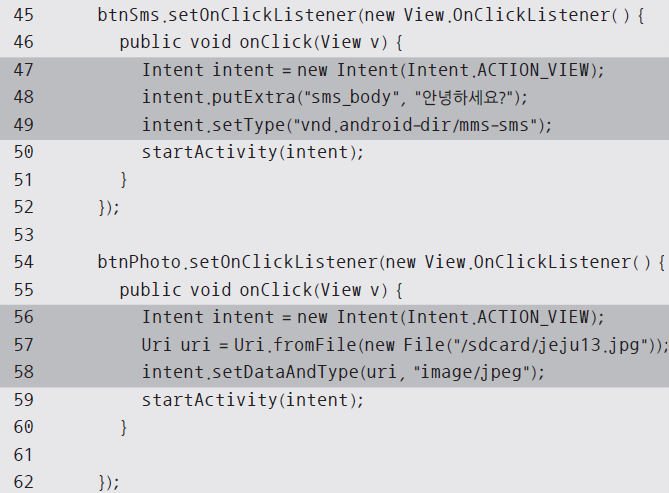 45 btnSms.setOnClickListener(new View.OnClickListener() {
46 public void onClick(View v) {
47 Intent intent = new Intent(Intent.ACTION_VIEW);
48 intent.putExtra("sms_body", "안녕하세요?");
49 intent.setType("vnd.android-dir/mms-sms");
50 startActivity(intent);
51 }
52 });
53
54 btnPhoto.setOnClickListener(new View.OnClickListener() {
55 public void onClick(View v) {
56 Intent intent = new Intent(Intent.ACTION_VIEW);
57 Uri uri = Uri.fromFile(new File("/sdcard/jeju13.jpg"));
58 intent.setDataAndType(uri, "image/jpeg");
59 startActivity(intent);
60 }
61
62 });